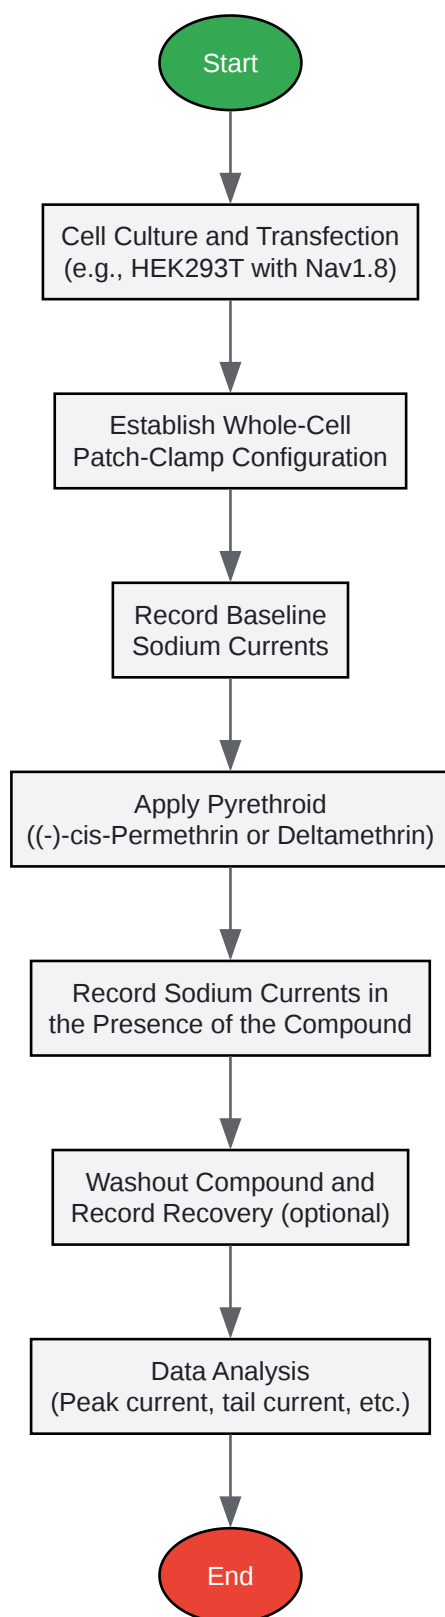 Start
Cell Culture and Transfection
(e.g., HEK293T with Nav1.8)
Establish Whole-Cell
Patch-Clamp Configuration
Record Baseline
Sodium Currents
Apply Pyrethroid
((-)-cis-Permethrin or Deltamethrin)
Record Sodium Currents in
the Presence of the Compound
Washout Compound and
Record Recovery (optional)
Data Analysis
(Peak current, tail current, etc.)
End